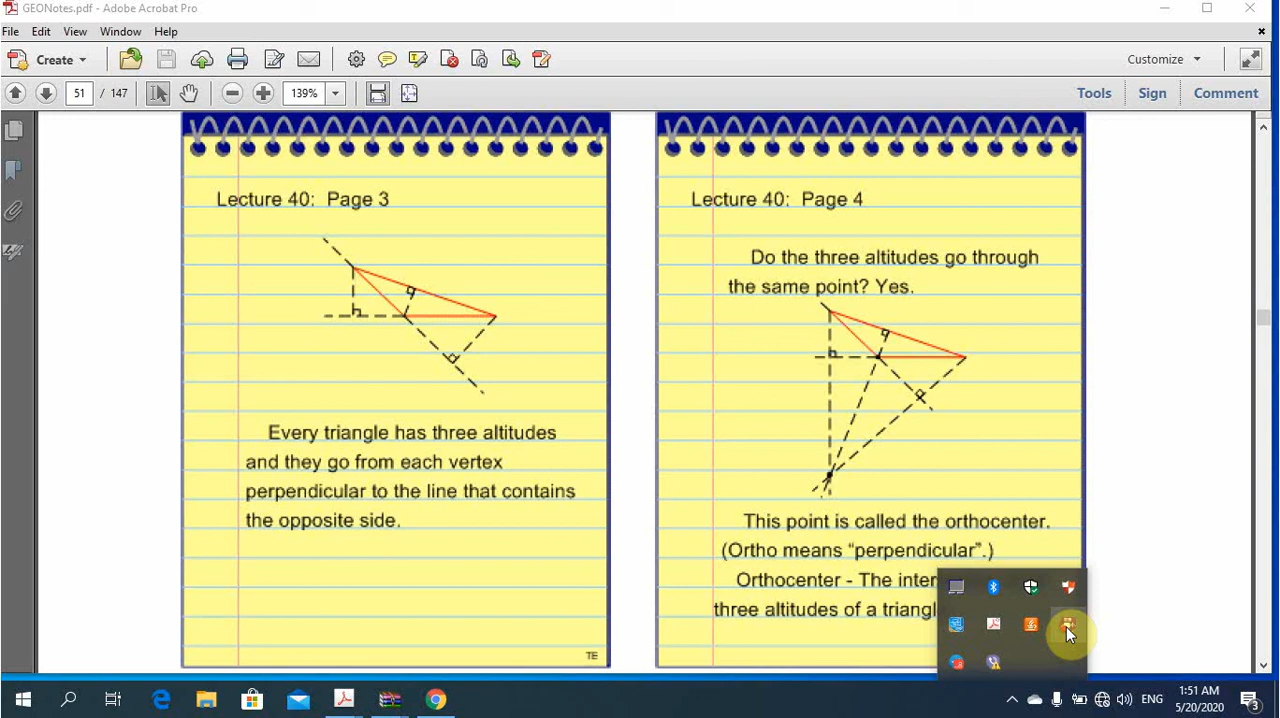 GEONotes.pdf - Adobe Acrobat Pro
File Edit View Window Help
Create
Customize
51 / 147
139%
Tools Sign Comment
Lecture 40: Page 3
Every triangle has three altitudes
and they go from each vertex
perpendicular to the line that contains
the opposite side.
TE
Lecture 40: Page 4
Do the three altitudes go through
the same point? Yes.
This point is called the orthocenter.
(Ortho means “perpendicular”.)
Orthocenter - The inter
three altitudes of a triangl
ENG
1:51 AM
5/20/2020
3